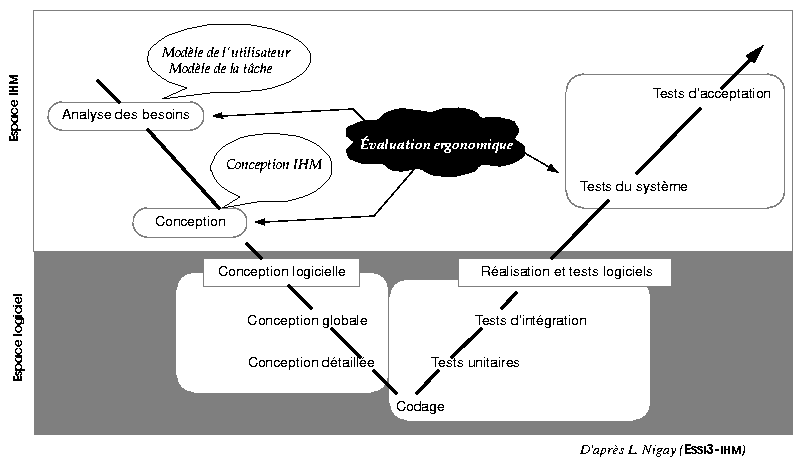 Modèle de l'utilisateur
Modèle de la tâche
Espace IHM
Analyse des besoins
Évaluation ergonomique
Tests d'acceptation
Conception IHM
Tests du système
Conception
Conception logicielle
Réalisation et tests logiciels
Espace logiciel
Conception globale
Tests d'intégration
Conception détaillée
Tests unitaires
Codage
D'après L. Nigay (ESSI3-IHM)